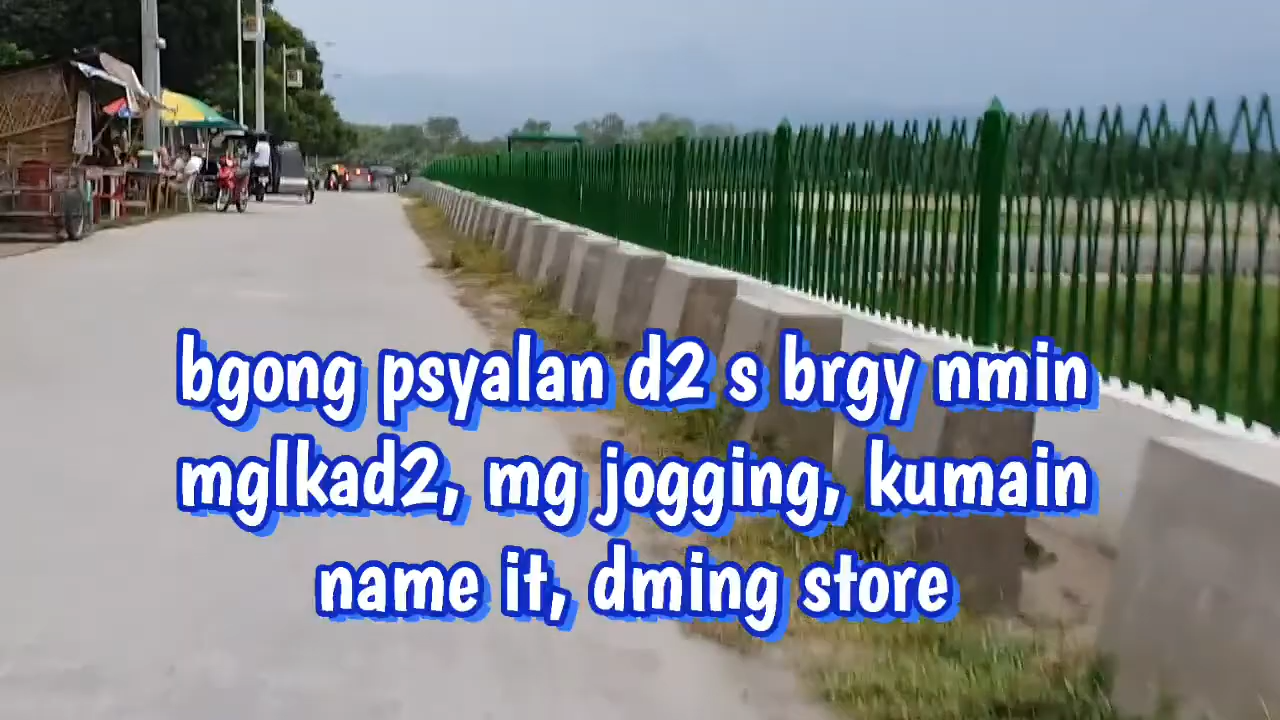 bgong psyalan d2 s brgy nmin
mglkad2, mg jogging, kumain
name it, dming store